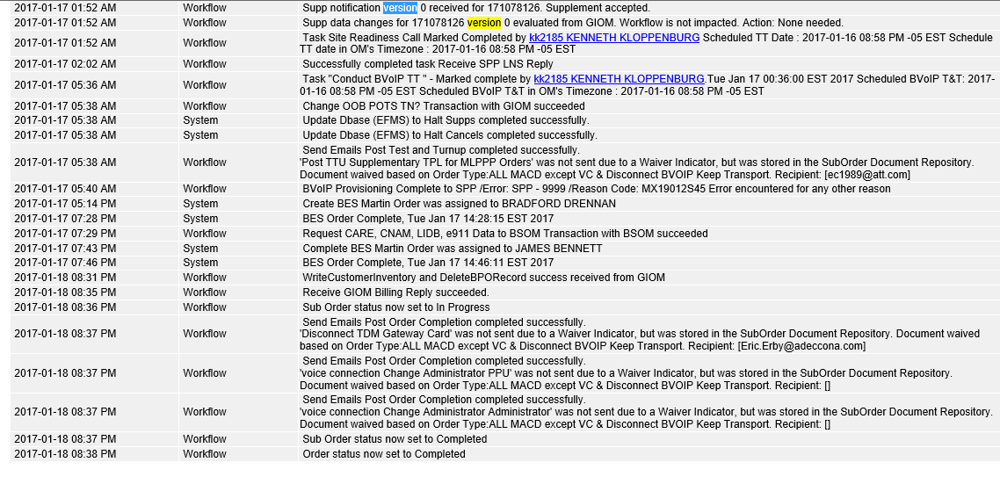 2017-01-17 01:52 AM Workflow Supp notification version 0 received for 171078126. Supplement accepted.
2017-01-17 01:52 AM Workflow Supp data changes for 171078126 version 0 evaluated from GIOM. Workflow is not impacted. Action: None needed.
2017-01-17 01:52 AM Workflow Task Site Readiness Call Marked Completed by kk2185 KENNETH KLOPPENBURG Scheduled TT Date : 2017-01-16 08:58 PM -05 EST Schedule
TT date in OM's Timezone : 2017-01-16 08:58 PM -05 EST
2017-01-17 02:02 AM Workflow Successfully completed task Receive SPP LNS Reply
2017-01-17 05:36 AM Workflow Task "Conduct BVoIP TT " - Marked complete by kk2185 KENNETH KLOPPENBURG.Tue Jan 17 00:36:00 EST 2017 Scheduled BVoIP T&T: 2017-
01-16 08:58 PM -05 EST Scheduled BVoIP T&T in OM's Timezone : 2017-01-16 08:58 PM -05 EST
2017-01-17 05:38 AM Workflow Change OOB POTS TN? Transaction with GIOM succeeded
2017-01-17 05:38 AM System Update Dbase (EFMS) to Halt Supps completed successfully.
2017-01-17 05:38 AM System Update Dbase (EFMS) to Halt Cancels completed successfully.
2017-01-17 05:38 AM Workflow Send Emails Post Test and Turnup completed successfully.
'Post TTU Supplementary TPL for MLPPP Orders' was not sent due to a Waiver Indicator, but was stored in the SubOrder Document Repository.
Document waived based on Order Type:ALL MACD except VC & Disconnect BVOIP Keep Transport. Recipient: [ec1989@att.com]
2017-01-17 05:40 AM Workflow BVoIP Provisioning Complete to SPP /Error: SPP - 9999 /Reason Code: MX19012S45 Error encountered for any other reason
2017-01-17 05:14 PM System Create BES Martin Order was assigned to BRADFORD DRENNAN
2017-01-17 07:28 PM System BES Order Complete, Tue Jan 17 14:28:15 EST 2017
2017-01-17 07:29 PM Workflow Request CARE, CNAM, LIDB, e911 Data to BSOM Transaction with BSOM succeeded
2017-01-17 07:43 PM System Complete BES Martin Order was assigned to JAMES BENNETT
2017-01-17 07:46 PM System BES Order Complete, Tue Jan 17 14:46:11 EST 2017
2017-01-18 08:31 PM Workflow WriteCustomerInventory and DeleteBPORecord success received from GIOM
2017-01-18 08:35 PM Workflow Receive GIOM Billing Reply succeeded.
2017-01-18 08:36 PM Workflow Sub Order status now set to In Progress
2017-01-18 08:37 PM Workflow Send Emails Post Order Completion completed successfully.
'Disconnect TDM Gateway Card' was not sent due to a Waiver Indicator, but was stored in the SubOrder Document Repository. Document waived
based on Order Type:ALL MACD except VC & Disconnect BVOIP Keep Transport. Recipient: [Eric.Erby@adeccona.com]
2017-01-18 08:37 PM Workflow Send Emails Post Order Completion completed successfully.
'voice connection Change Administrator PPU' was not sent due to a Waiver Indicator, but was stored in the SubOrder Document Repository.
Document waived based on Order Type:ALL MACD except VC & Disconnect BVOIP Keep Transport. Recipient: []
2017-01-18 08:37 PM Workflow Send Emails Post Order Completion completed successfully.
'voice connection Change Administrator Administrator' was not sent due to a Waiver Indicator, but was stored in the SubOrder Document Repository.
Document waived based on Order Type:ALL MACD except VC & Disconnect BVOIP Keep Transport. Recipient: []
2017-01-18 08:37 PM Workflow Sub Order status now set to Completed
2017-01-18 08:38 PM Workflow Order status now set to Completed